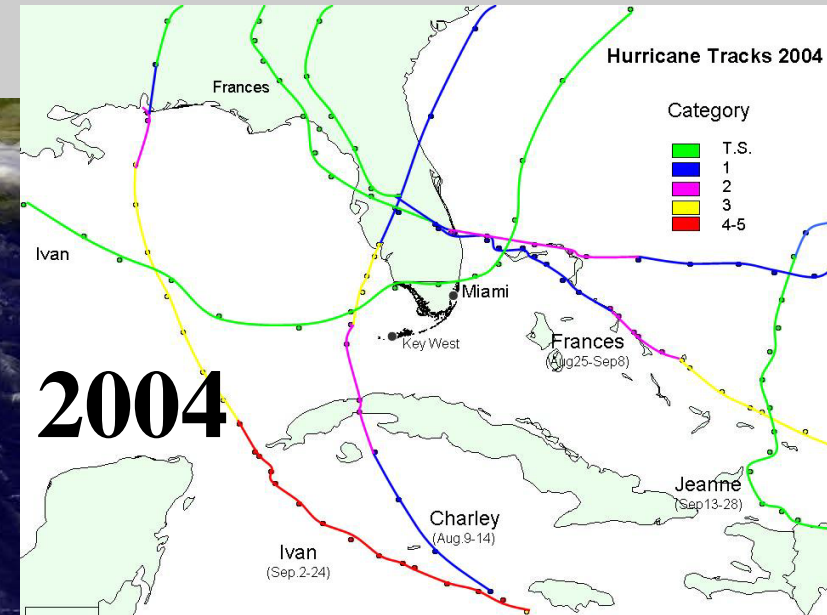 Hurricane Tracks 2004
Category
T.S.
1
2
3
4-5
Frances
Ivan
Miami
Key West
Frances
(Aug25-Sep8)
2004
Jeanne
(Sep13-28)
Charley
(Aug.9-14)
Ivan
(Sep.2-24)